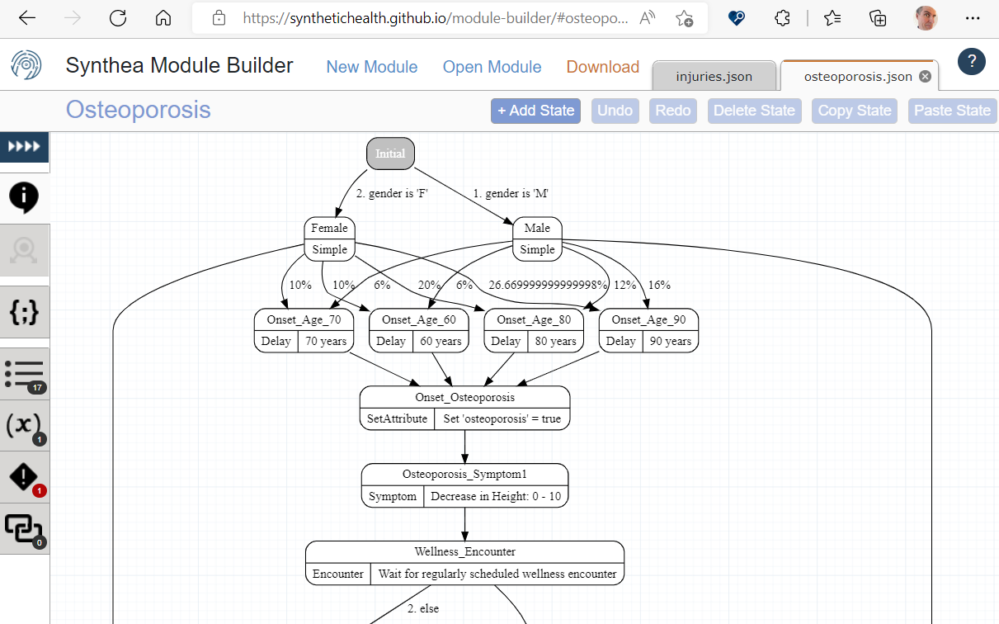 https://synthetichealth.github.io/module-builder/#osteopo...
Synthea Module Builder
New Module
Open Module
Download
injuries.json
osteoporosis.json
?
Osteoporosis
+ Add State
Undo
Redo
Delete State
Copy State
Paste State
Initial
2. gender is 'F'
1. gender is 'M'
Female
Simple
Male
Simple
10%
10%
6%
20%
6%
26.669999999999998%
12%
16%
Onset_Age_70
Delay
70 years
Onset_Age_60
Delay
60 years
Onset_Age_80
Delay
80 years
Onset_Age_90
Delay
90 years
{;}
17
(x)
1
1
0
Onset_Osteoporosis
SetAttribute
Set 'osteoporosis' = true
Osteoporosis_Symptom1
Symptom
Decrease in Height: 0 - 10
Wellness_Encounter
Encounter
Wait for regularly scheduled wellness encounter
2. else